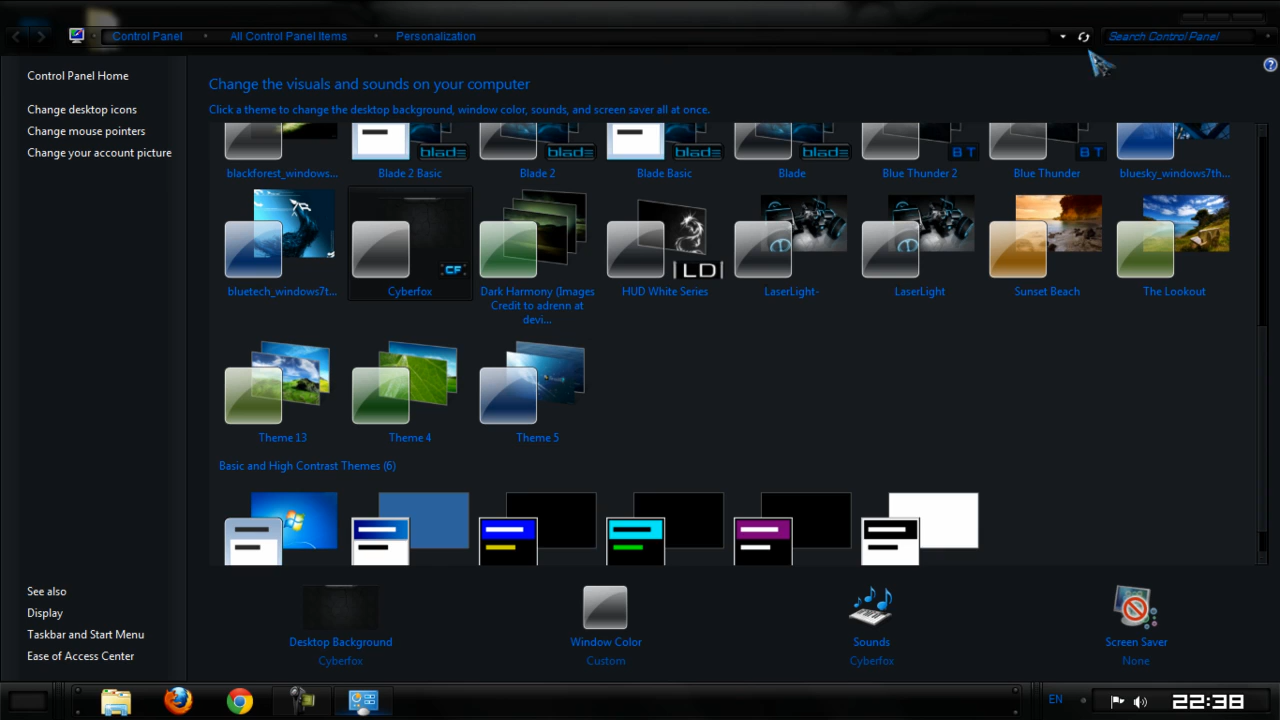 Control Panel
All Control Panel Items
Personalization
Search Control Panel
Control Panel Home
Change desktop icons
Change mouse pointers
Change your account picture
Change the visuals and sounds on your computer
Click a theme to change the desktop background, window color, sounds, and screen saver all at once.
blade
blade
blade
blade
BT
BT
blackforest_windows...
Blade 2 Basic
Blade 2
Blade Basic
Blade
Blue Thunder 2
Blue Thunder
bluesky_windows7th...
CF
LD
bluetech_windows7t...
Cyberfox
Dark Harmony (Images
Credit to adrenn at
devi...
HUD White Series
LaserLight-
LaserLight
Sunset Beach
The Lookout
Theme 13
Theme 4
Theme 5
Basic and High Contrast Themes (6)
See also
Display
Taskbar and Start Menu
Ease of Access Center
Desktop Background
Cyberfox
Window Color
Custom
Sounds
Cyberfox
Screen Saver
None
EN
22:38